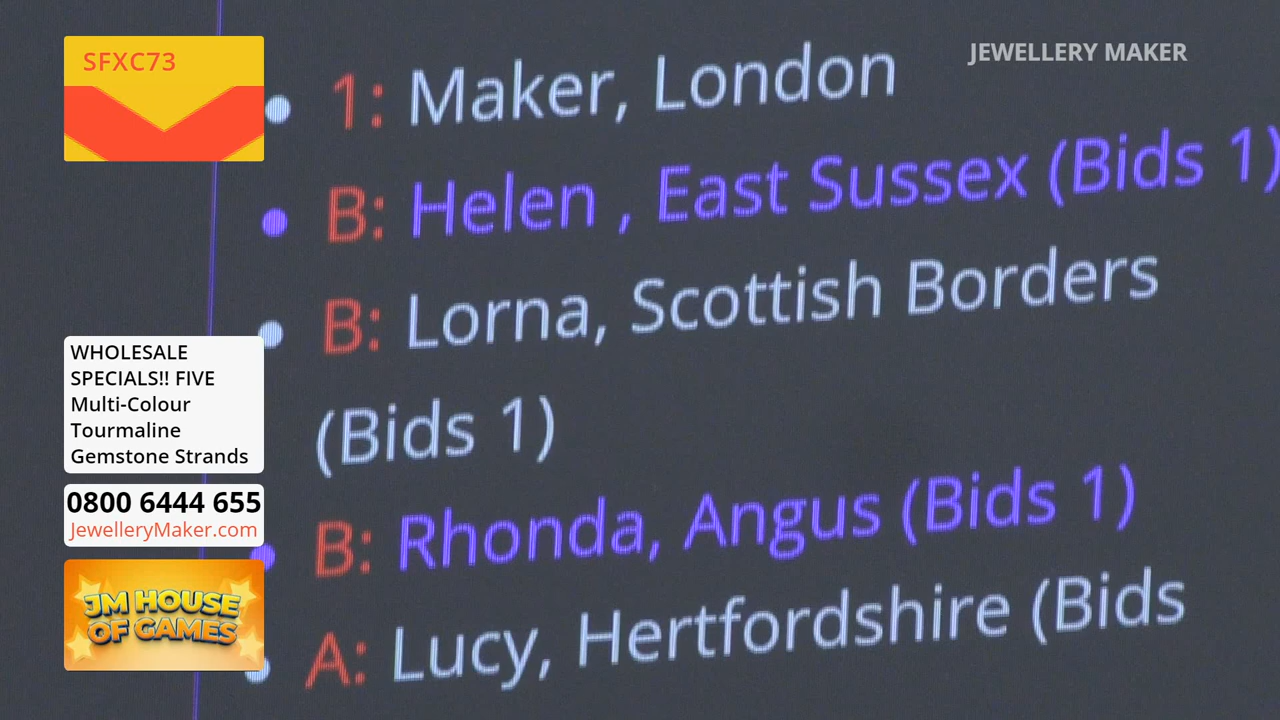 SFXC73
JEWELLERY MAKER
1: Maker, London
B: Helen , East Sussex (Bids 1)
B: Lorna, Scottish Borders
(Bids 1)
B: Rhonda, Angus (Bids 1)
A: Lucy, Hertfordshire (Bids
WHOLESALE
SPECIALS!! FIVE
Multi-Colour
Tourmaline
Gemstone Strands
0800 6444 655
JewelleryMaker.com
JM HOUSE
OF GAMES